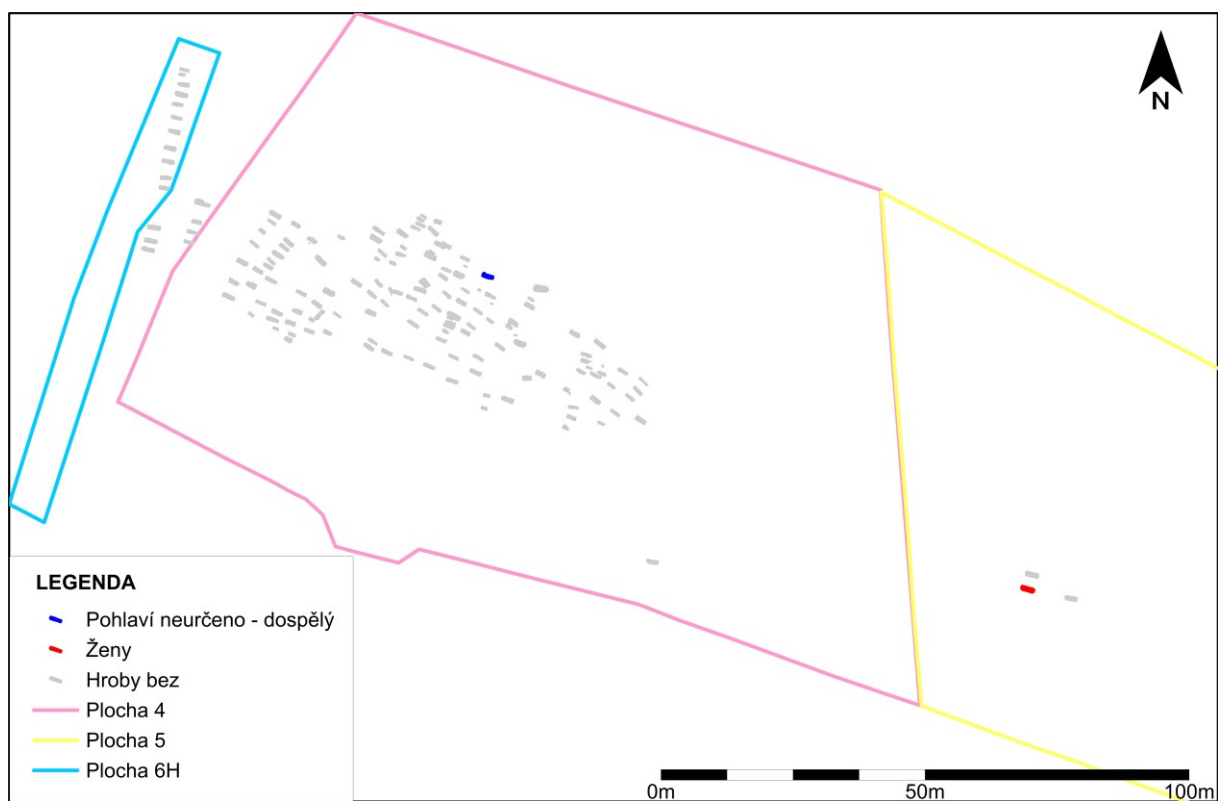 N
LEGENDA
Pohlaví neurčeno - dospělý
Ženy
Hroby bez
Plocha 4
Plocha 5
Plocha 6H
0m 50m 100m